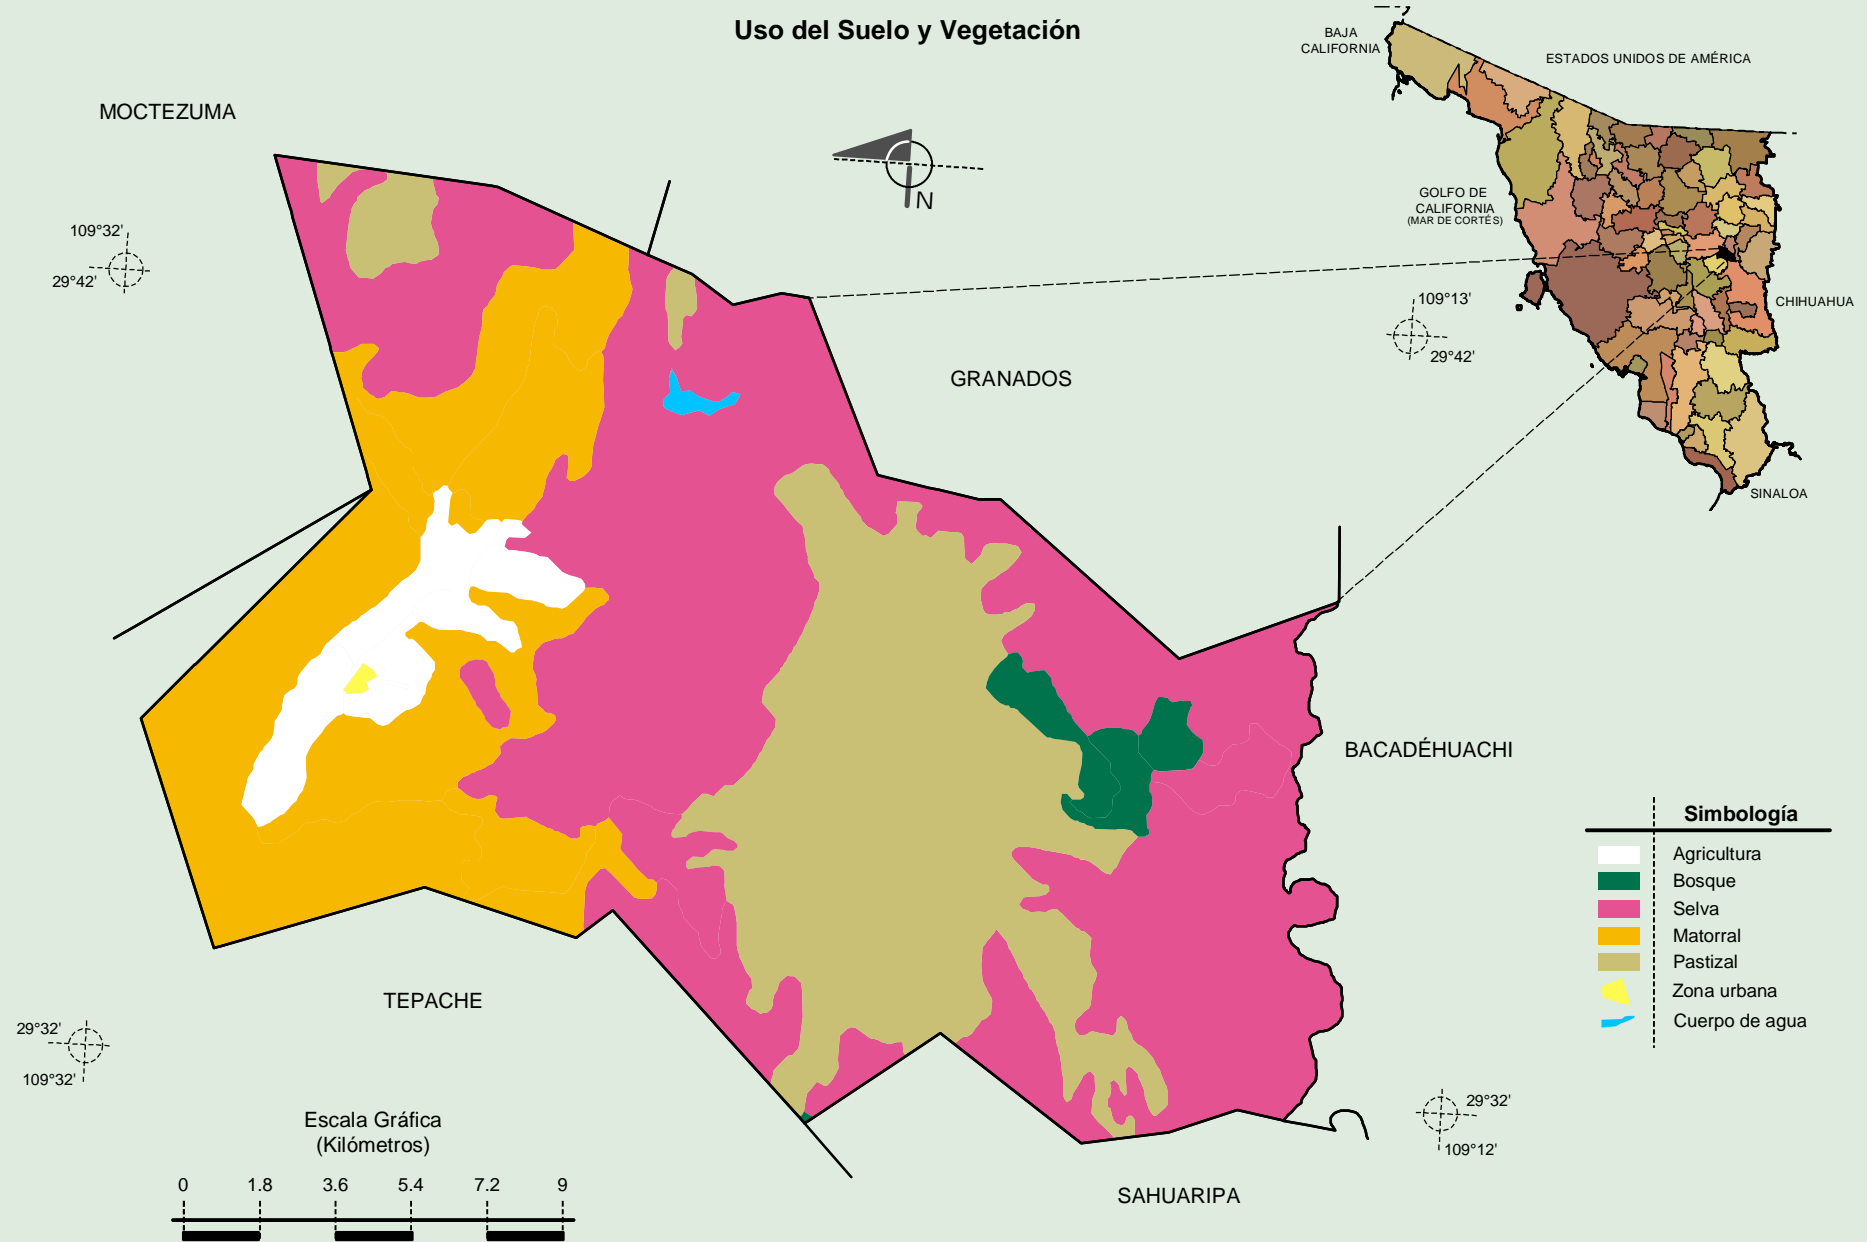 Uso del Suelo y Vegetación
BAJA
CALIFORNIA
ESTADOS UNIDOS DE AMÉRICA
MOCTEZUMA
N
GOLFO DE
CALIFORNIA
(MAR DE CORTÉS)
109°32'
29°42'
109°13'
29°42'
CHIHUAHUA
GRANADOS
SINALOA
BACADÉHUACHI
Simbología
Agricultura
Bosque
Selva
Matorral
Pastizal
Zona urbana
Cuerpo de agua
TEPACHE
29°32'
109°32'
29°32'
109°12'
Escala Gráfica
(Kilómetros)
0 1.8 3.6 5.4 7.2 9
SAHUARIPA